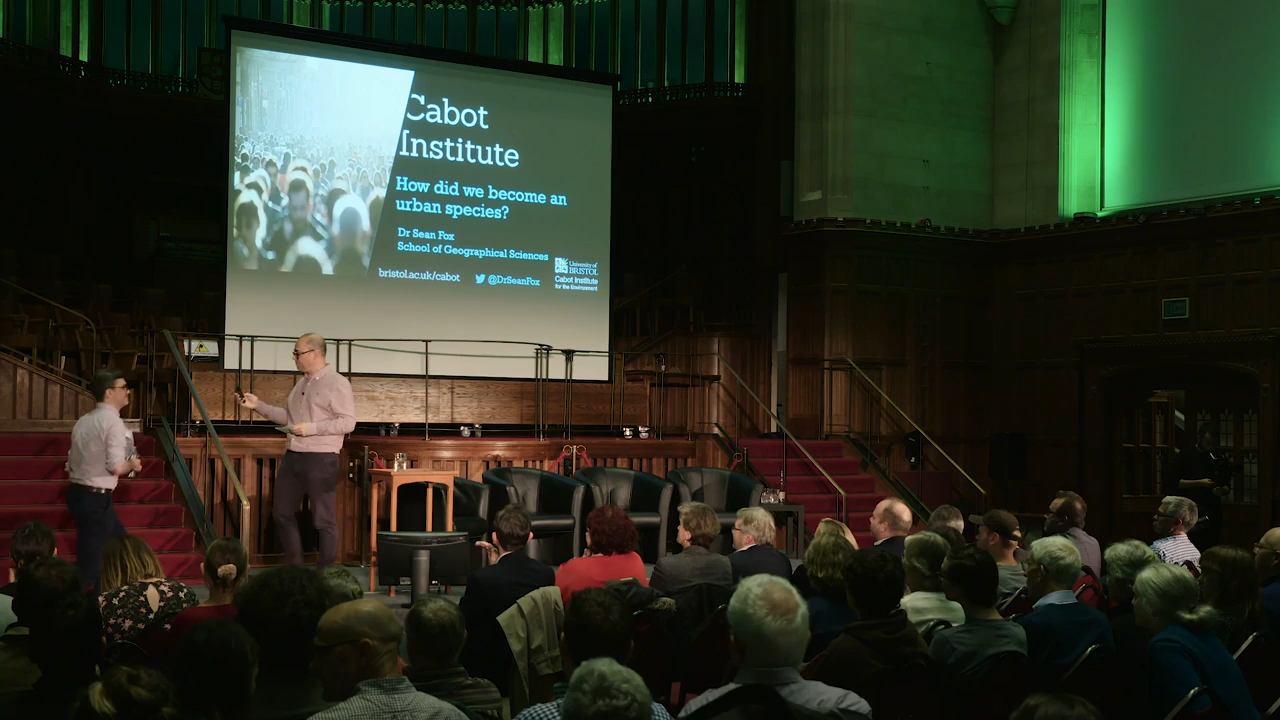 Cabot
Institute
How did we become an
urban species?
Dr Sean Fox
School of Geographical Sciences
bristol.ac.uk/cabot
@DrSeanFox
University of
BRISTOL
Cabot Institute
for the Environment